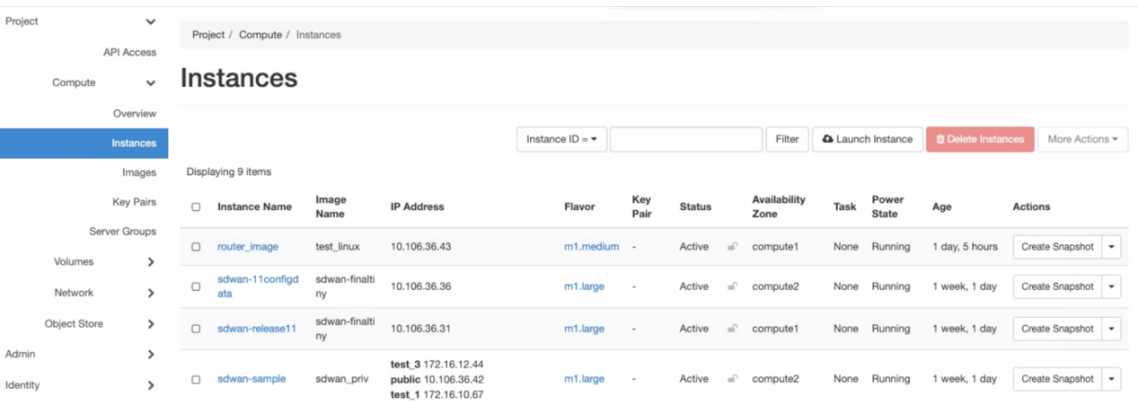 Project
API Access
Compute
Overview
Instances
Images
Key Pairs
Server Groups
Volumes
Network
Object Store
Admin
Identity
Project / Compute / Instances
Instances
Instance ID = Filter Launch Instance Delete Instances More Actions
Displaying 9 items
Instance Name Image Name IP Address Flavor Key Pair Status Availability Zone Task Power State Age Actions
router_image test_linux 10.106.36.43 m1.medium - Active compute1 None Running 1 day, 5 hours Create Snapshot
sdwan-11configd
ata sdwan-finalti
ny 10.106.36.36 m1.large - Active compute2 None Running 1 week, 1 day Create Snapshot
sdwan-release11 sdwan-finalti
ny 10.106.36.31 m1.large - Active compute1 None Running 1 week, 1 day Create Snapshot
test_3 172.16.12.44
sdwan-sample sdwan_priv public 10.106.36.42 m1.large - Active compute2 None Running 1 week, 1 day Create Snapshot
test_1 172.16.10.67